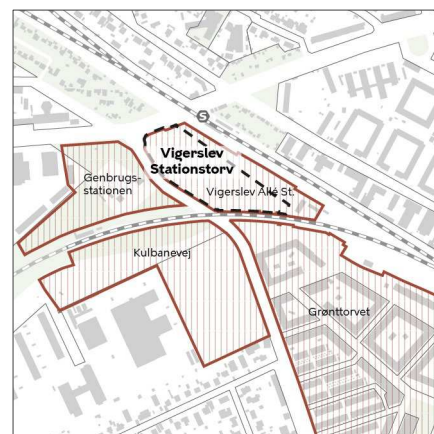 S
Vigerslev
Stationstorv
Genbrugs-
stationen
Vigerslev Allé St.
Kulbanevej
Grønttorvet